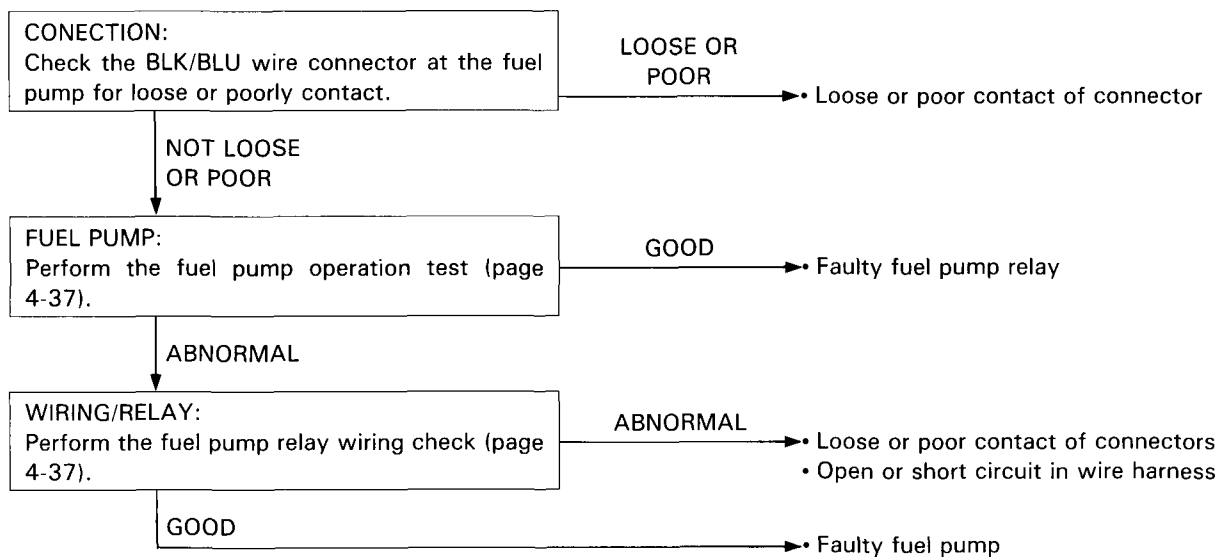 CONECTION:
Check the BLK/BLU wire connector at the fuel
pump for loose or poorly contact.
LOOSE OR
POOR
• Loose or poor contact of connector
NOT LOOSE
OR POOR
FUEL PUMP:
Perform the fuel pump operation test (page
4-37).
GOOD
• Faulty fuel pump relay
ABNORMAL
WIRING/RELAY:
Perform the fuel pump relay wiring check (page
4-37).
ABNORMAL
• Loose or poor contact of connectors
• Open or short circuit in wire harness
GOOD
• Faulty fuel pump